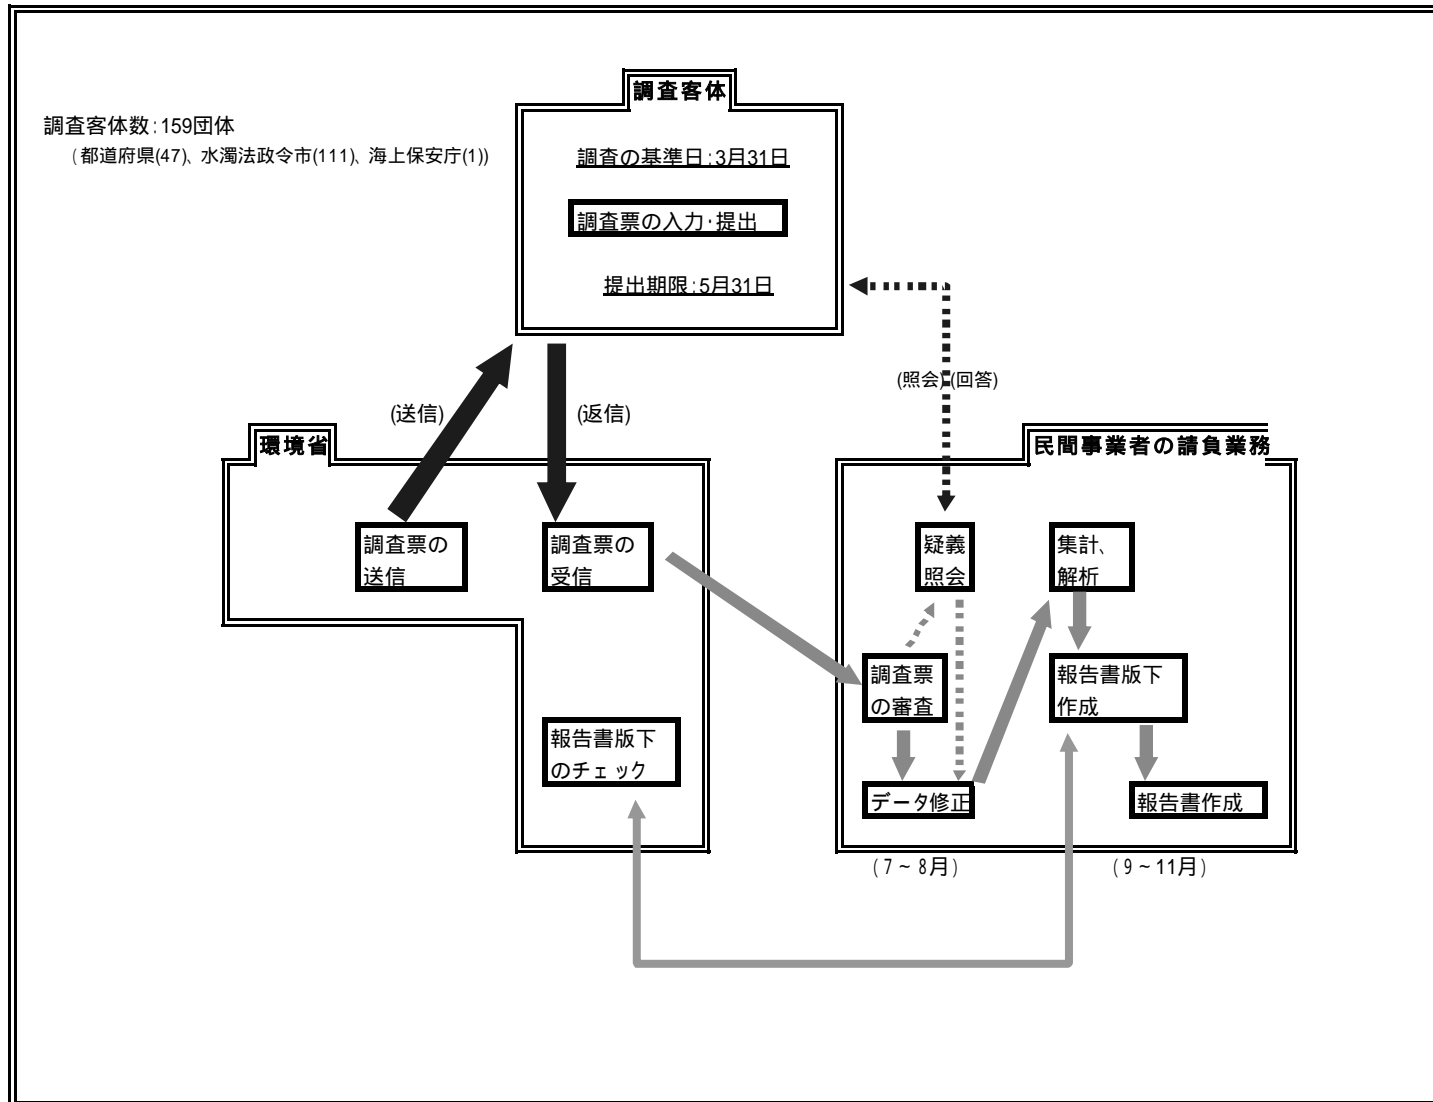 調査客体
調査客体数:159団体
(都道府県(47)、水濁法政令市(111)、海上保安庁(1))
調査の基準日:3月31日
調査票の入力・提出
提出期限:5月31日
(照会)(回答)
(送信)
(返信)
環境省
民間事業者の請負業務
調査票の
送信
調査票の
受信
疑義
照会
集計、
解析
調査票
の審査
報告書版下
作成
報告書版下
のチェック
データ修正
報告書作成
(7~8月)
(9~11月)